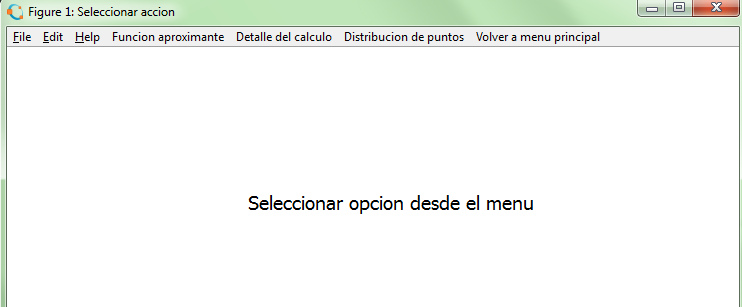 Figure 1: Seleccionar accion
File Edit Help Funcion aproximante Detalle del calculo Distribucion de puntos Volver a menu principal
Seleccionar opcion desde el menu